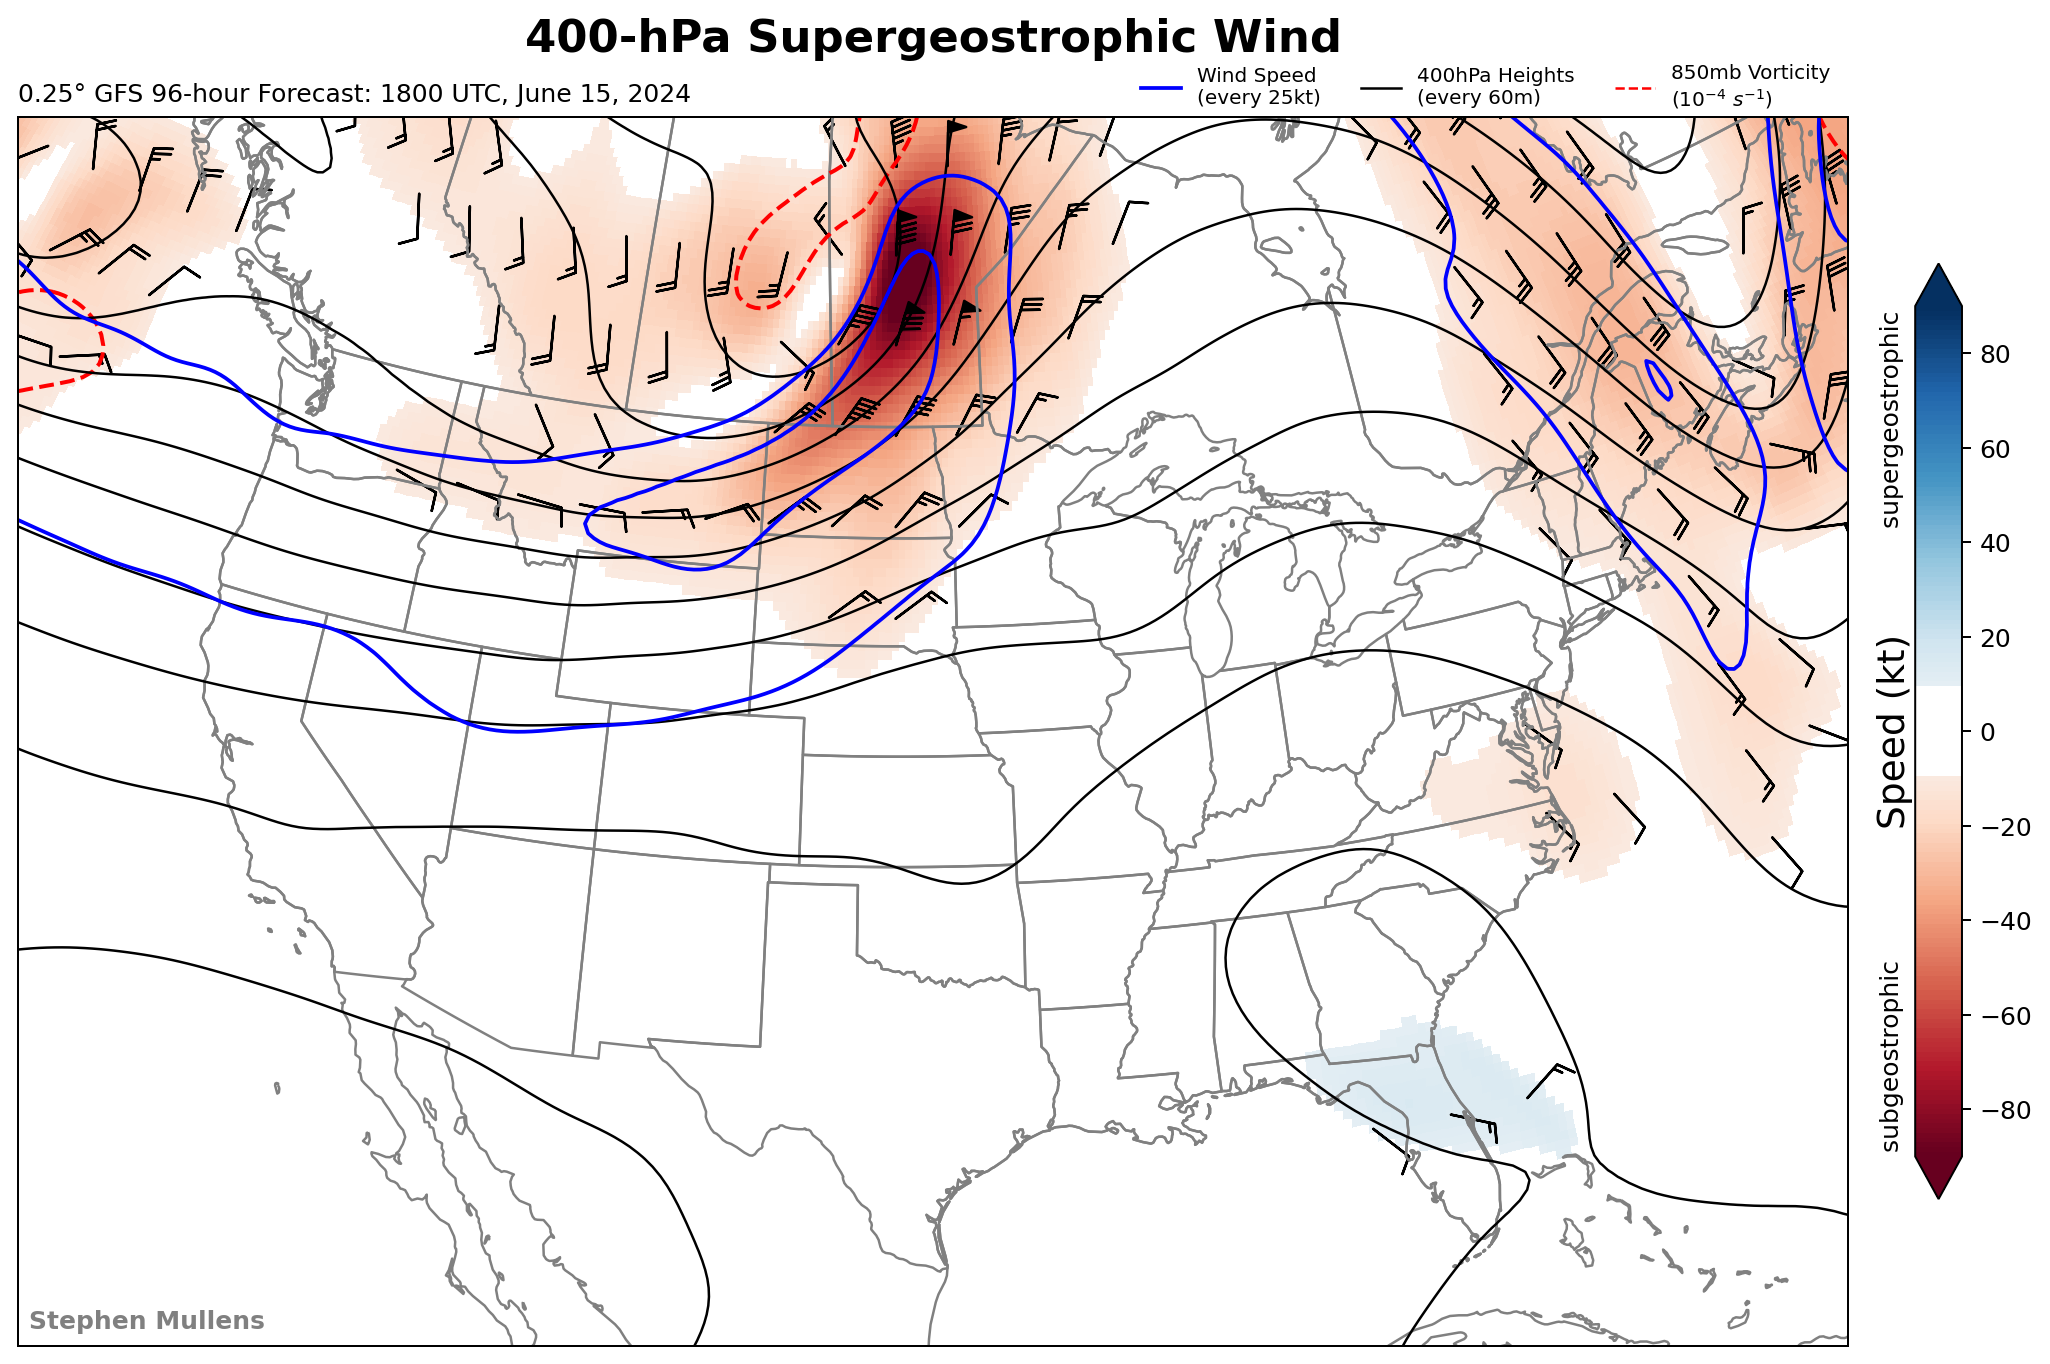 400-hPa Supergeostrophic Wind
0.25° GFS 96-hour Forecast: 1800 UTC, June 15, 2024
Wind Speed
(every 25kt)
400hPa Heights
(every 60m)
850mb Vorticity
(10⁻⁴ s⁻¹)
supergeostrophic
Speed (kt)
subgeostrophic
80
60
40
20
0
−20
−40
−60
−80
Stephen Mullens